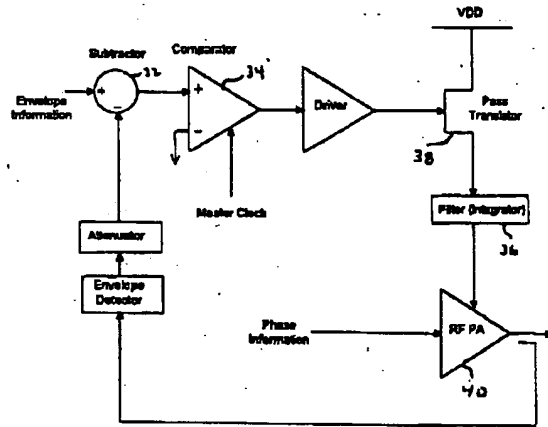 VDD
Subtractor
32
Comparator
34
+
-
Envelope
Information
+
-
Driver
Pass
Transistor
38
Master Clock
Filter (Integrator)
36
Attenuator
Envelope
Detector
Phase
Information
RF PA
40